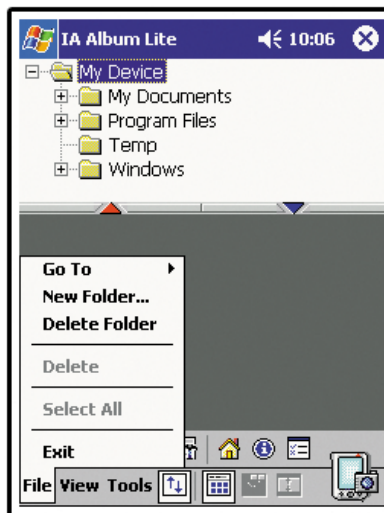 IA Album Lite 10:06
My Device
My Documents
Program Files
Temp
Windows
Go To
New Folder...
Delete Folder
Delete
Select All
Exit
File View Tools